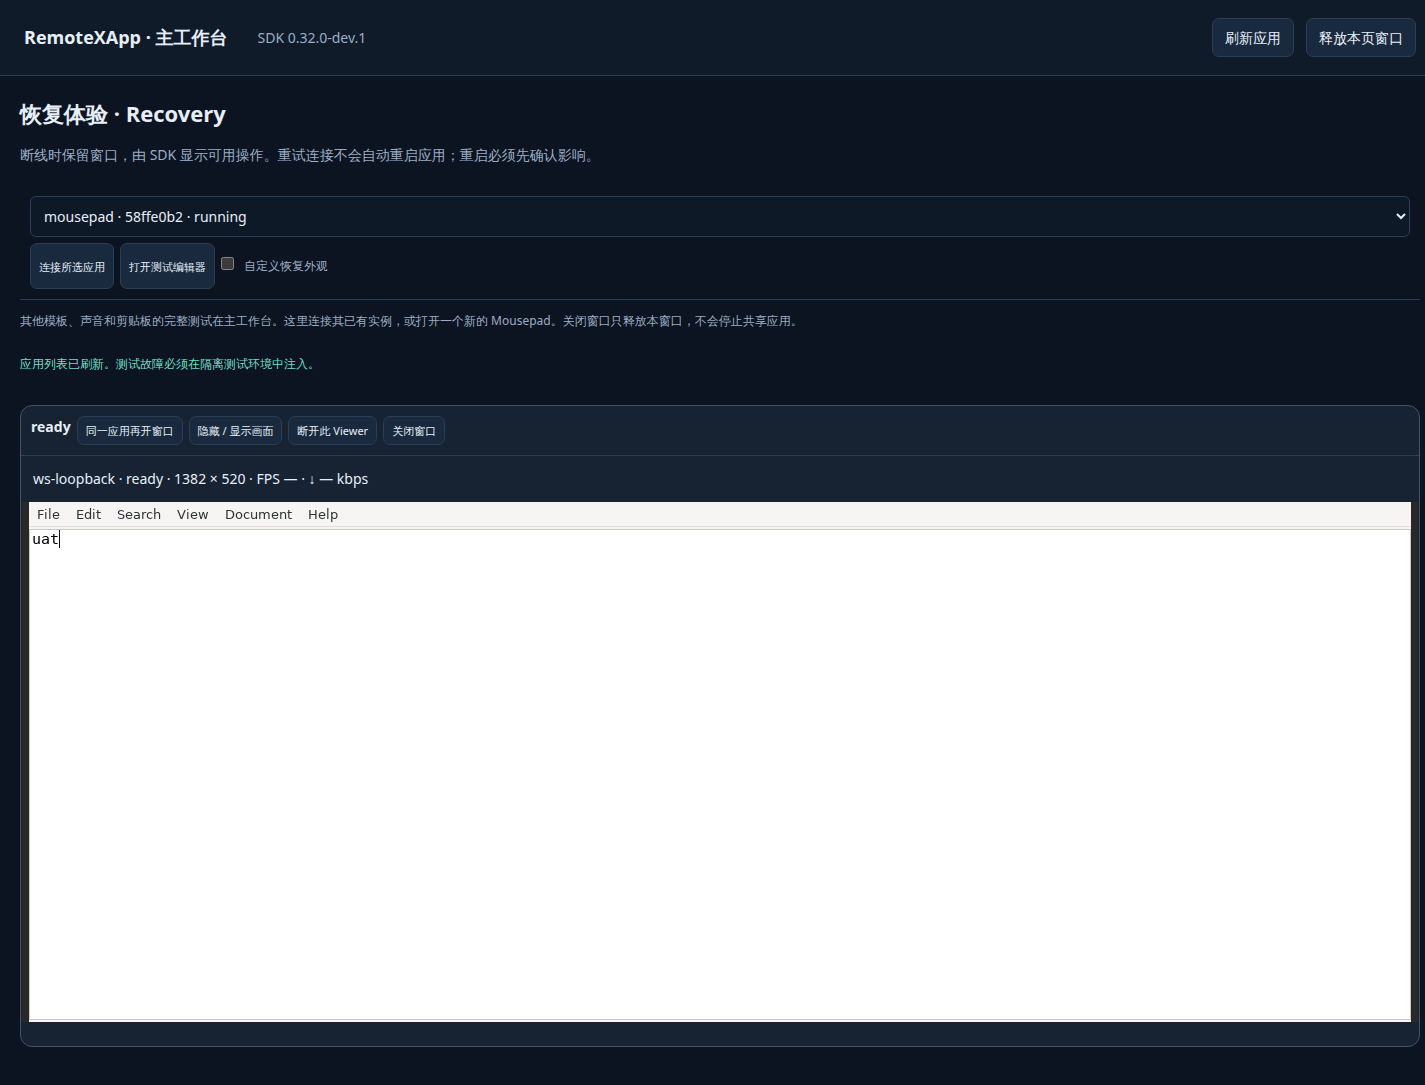 RemoteXApp · 主工作台 SDK 0.32.0-dev.1 刷新应用 释放本页窗口
恢复体验 · Recovery
断线时保留窗口，由 SDK 显示可用操作。重试连接不会自动重启应用；重启必须先确认影响。
mousepad · 58ffe0b2 · running
连接所选应用 打开测试编辑器 自定义恢复外观
其他模板、声音和剪贴板的完整测试在主工作台。这里连接其已有实例，或打开一个新的 Mousepad。关闭窗口只释放本窗口，不会停止共享应用。
应用列表已刷新。测试故障必须在隔离测试环境中注入。
ready 同一应用再开窗口 隐藏 / 显示画面 断开此 Viewer 关闭窗口
ws-loopback · ready · 1382 × 520 · FPS — · ↓ — kbps
File Edit Search View Document Help
uat